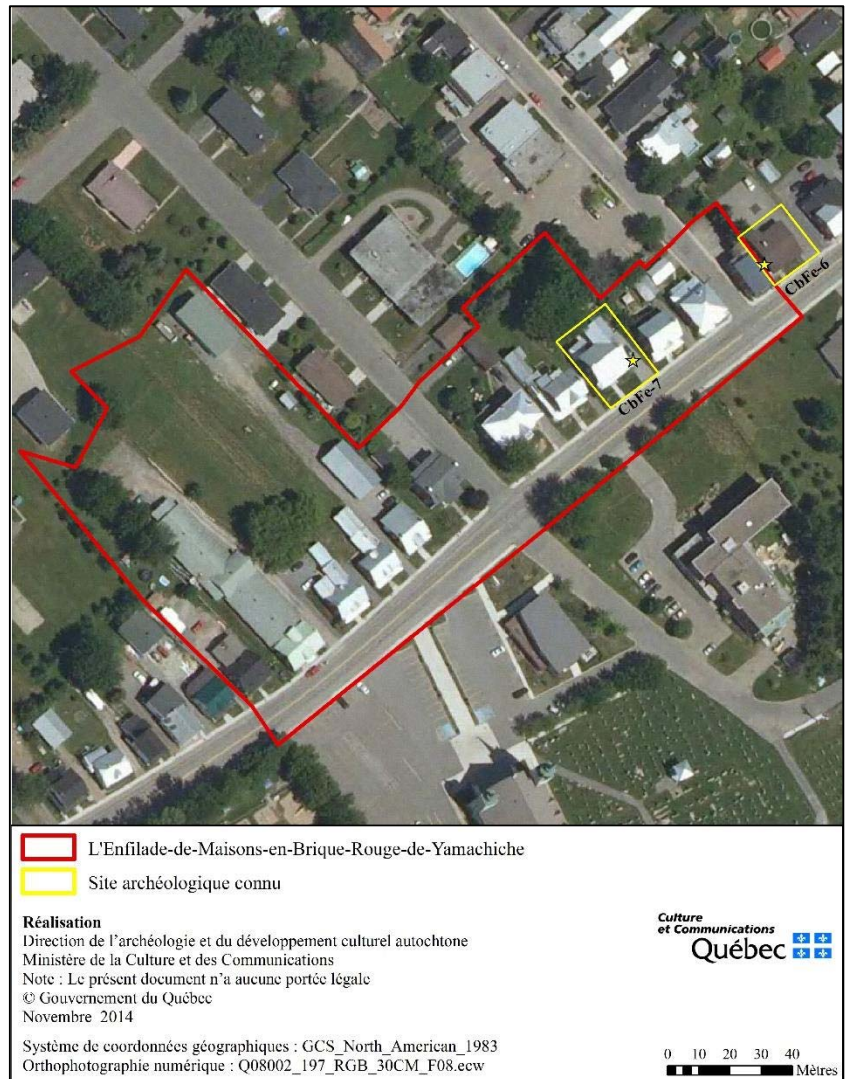 CbFe-6
CbFe-7
L'Enfilade-de-Maisons-en-Brique-Rouge-de-Yamachiche
Site archéologique connu
Réalisation
Direction de l'archéologie et du développement culturel autochtone
Ministère de la Culture et des Communications
Note : Le présent document n'a aucune portée légale
© Gouvernement du Québec
Novembre 2014
Système de coordonnées géographiques : GCS_North_American_1983
Orthophotographie numérique : Q08002_197_RGB_30CM_F08.ecw
Culture
et Communications
Québec
0 10 20 30 40
Mètres